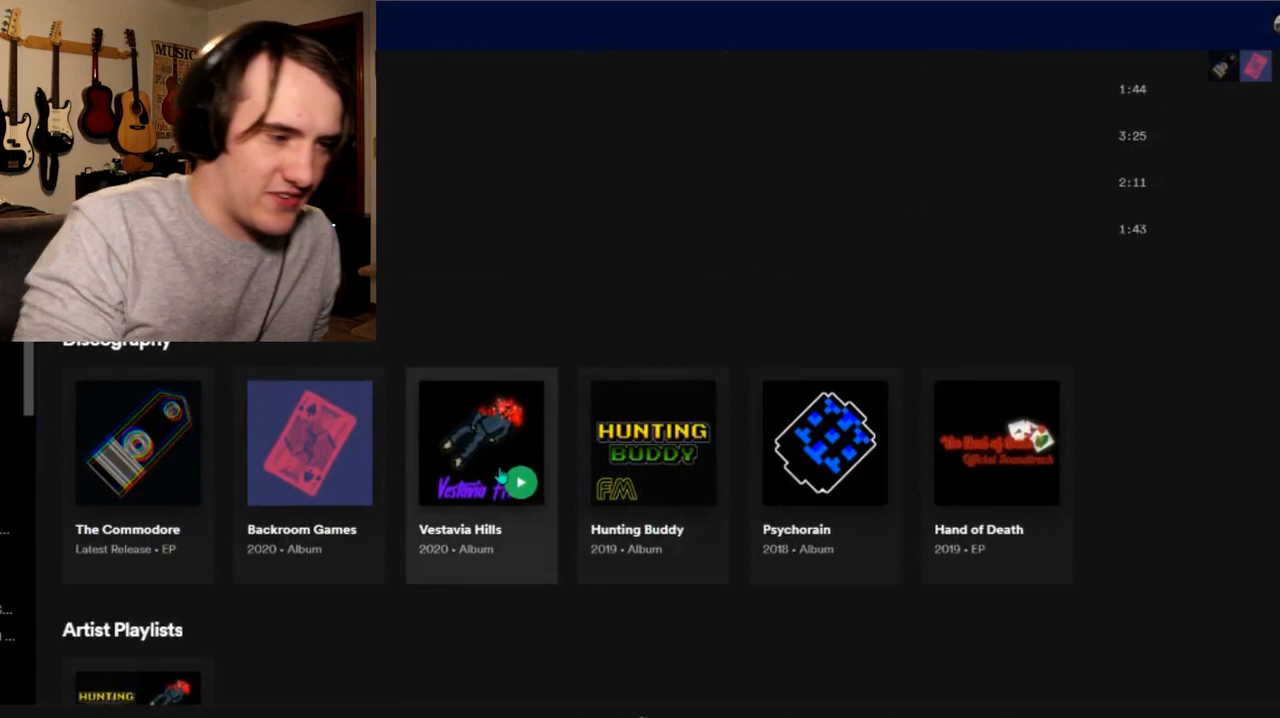 MUSIC
1:44
3:25
2:11
1:43
Discography
HUNTING
BUDDY
FM
The Commodore
Latest Release • EP
Backroom Games
2020 • Album
Vestavia Hills
2020 • Album
Hunting Buddy
2019 • Album
Psychorain
2018 • Album
Hand of Death
2019 • EP
Official Soundtrack
Artist Playlists
HUNTING